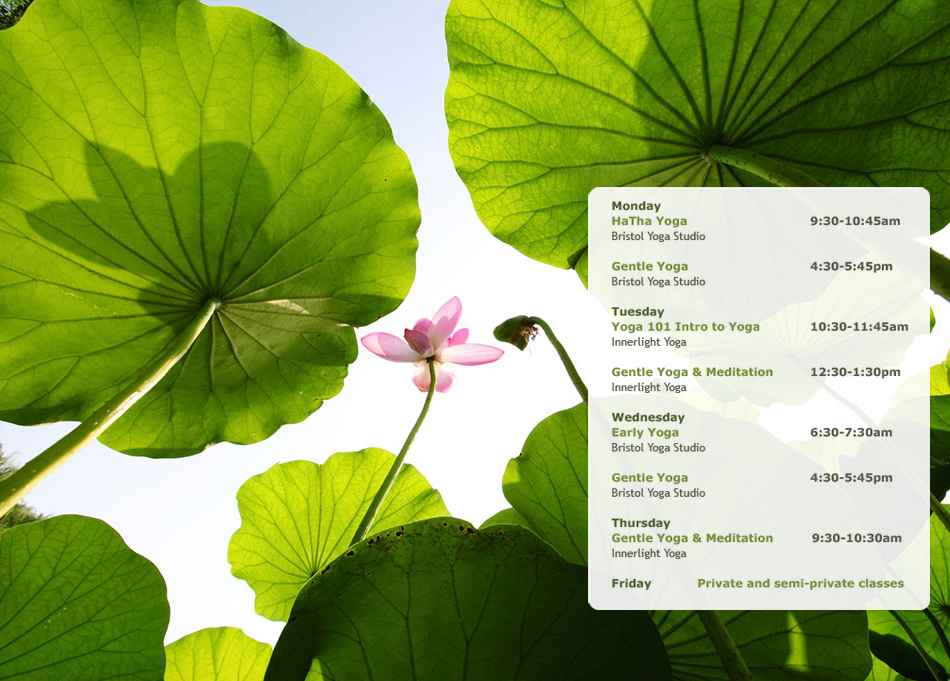 Monday
HaTha Yoga 9:30-10:45am
Bristol Yoga Studio
Gentle Yoga 4:30-5:45pm
Bristol Yoga Studio
Tuesday
Yoga 101 Intro to Yoga 10:30-11:45am
Innerlight Yoga
Gentle Yoga & Meditation 12:30-1:30pm
Innerlight Yoga
Wednesday
Early Yoga 6:30-7:30am
Bristol Yoga Studio
Gentle Yoga 4:30-5:45pm
Bristol Yoga Studio
Thursday
Gentle Yoga & Meditation 9:30-10:30am
Innerlight Yoga
Friday Private and semi-private classes